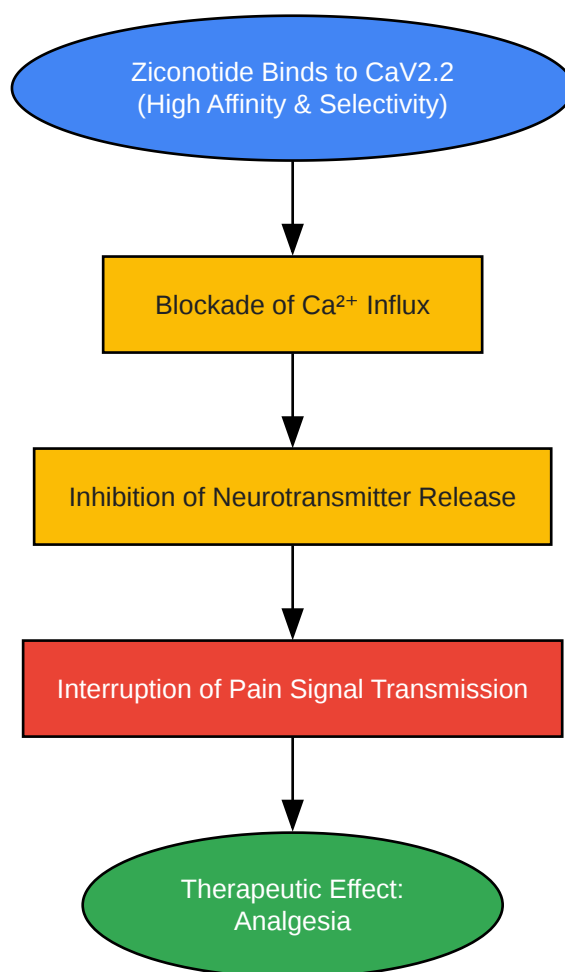 Ziconotide Binds to CaV2.2
(High Affinity & Selectivity)
Blockade of Ca²⁺ Influx
Inhibition of Neurotransmitter Release
Interruption of Pain Signal Transmission
Therapeutic Effect:
Analgesia